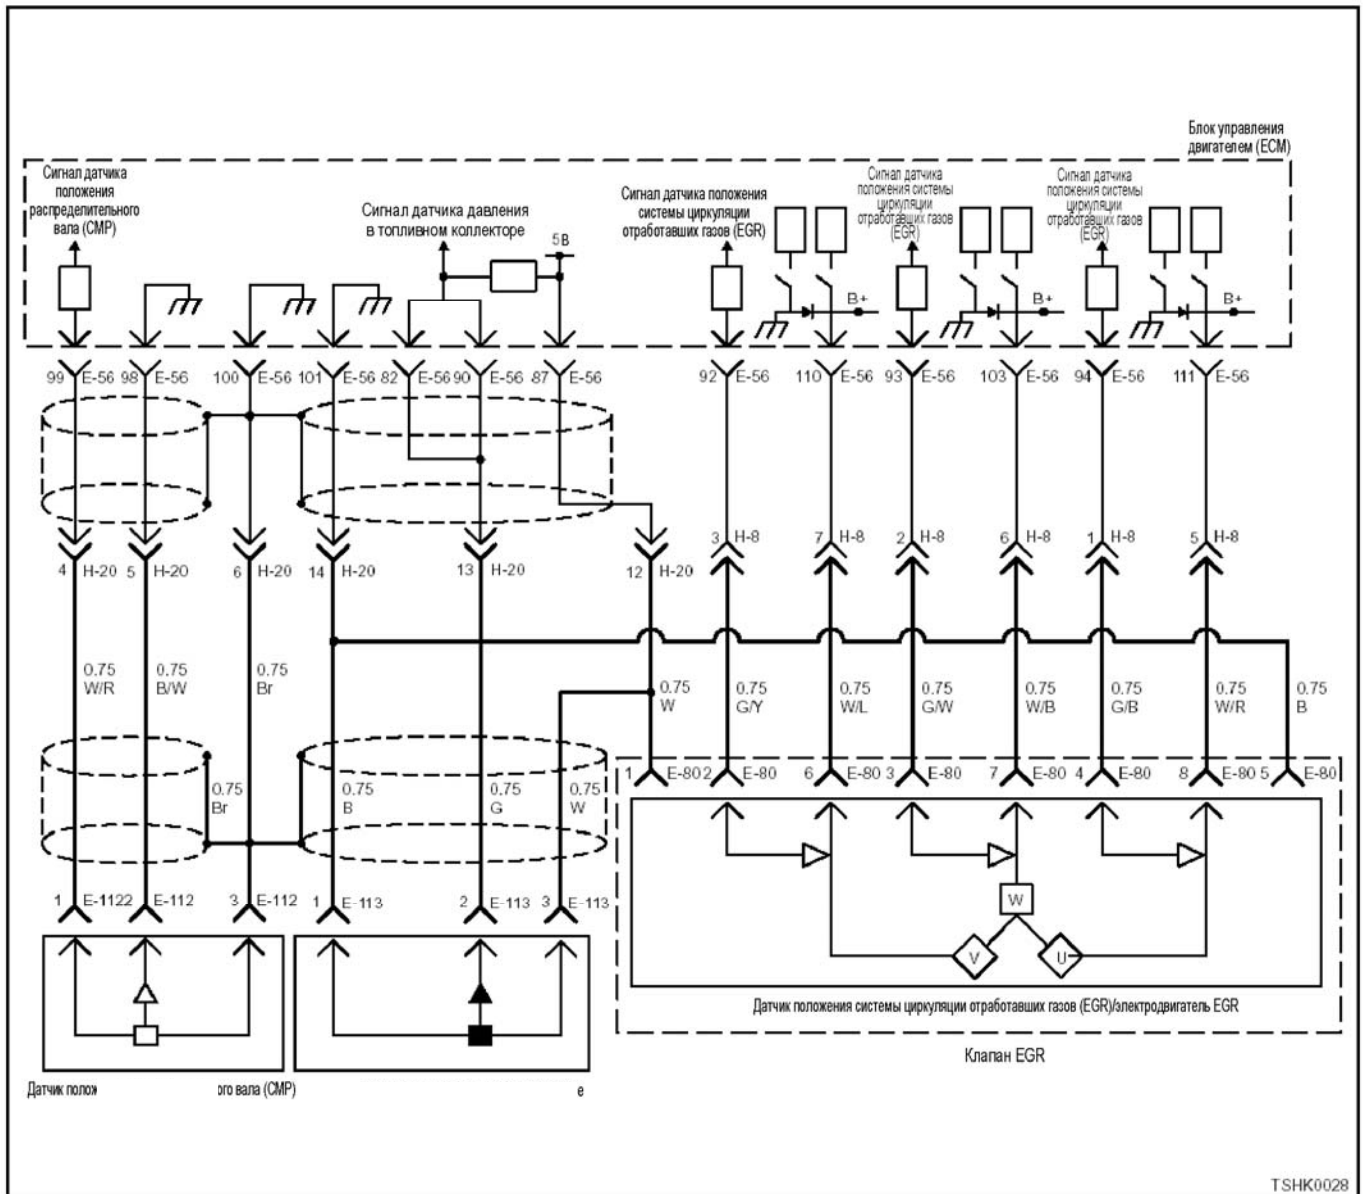 Блок управления
двигателем (ECM)
Сигнал датчика
положения
распределительного
вала (CMP)
Сигнал датчика давления
в топливном коллекторе
5В
Сигнал датчика положения
системы циркуляции
отработавших газов (EGR)
Сигнал датчика
положения системы
циркуляции
отработавших газов
(EGR)
Сигнал датчика
положения системы
циркуляции
отработавших газов
(EGR)
B+ B+ B+
99 E-56 98 E-56 100 E-56 101 E-56 82 E-56 90 E-56 87 E-56 92 E-56 110 E-56 93 E-56 103 E-56 94 E-56 111 E-56
3 H-8 7 H-8 2 H-8 6 H-8 1 H-8 5 H-8
4 H-20 5 H-20 6 H-20 14 H-20 13 H-20 12 H-20
0.75 W/R
0.75 B/W
0.75 Br
0.75 W
0.75 G/Y
0.75 W/L
0.75 G/W
0.75 W/B
0.75 G/B
0.75 W/R
0.75 B
1 E-80 2 E-80 6 E-80 3 E-80 7 E-80 4 E-80 8 E-80 5 E-80
0.75 Br
0.75 B
0.75 G
0.75 W
1 E-112 2 E-112 3 E-112 1 E-113 2 E-113 3 E-113
W
V U
Датчик положения системы циркуляции отработавших газов (EGR)/электродвигатель EGR
Клапан EGR
Датчик полож ого вала (CMP) е
TSHK0028